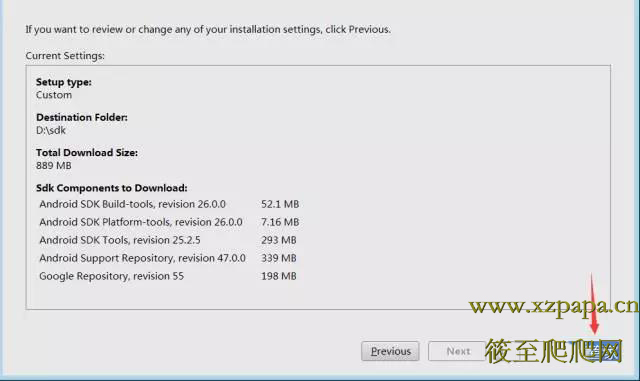 If you want to review or change any of your installation settings, click Previous.
Current Settings:
Setup type:
Custom
Destination Folder:
D:\sdk
Total Download Size:
889 MB
Sdk Components to Download:
Android SDK Build-tools, revision 26.0.0 52.1 MB
Android SDK Platform-tools, revision 26.0.0 7.16 MB
Android SDK Tools, revision 25.2.5 293 MB
Android Support Repository, revision 47.0.0 339 MB
Google Repository, revision 55 198 MB
www.xzpapa.cn
Previous Next
筱至爬爬网